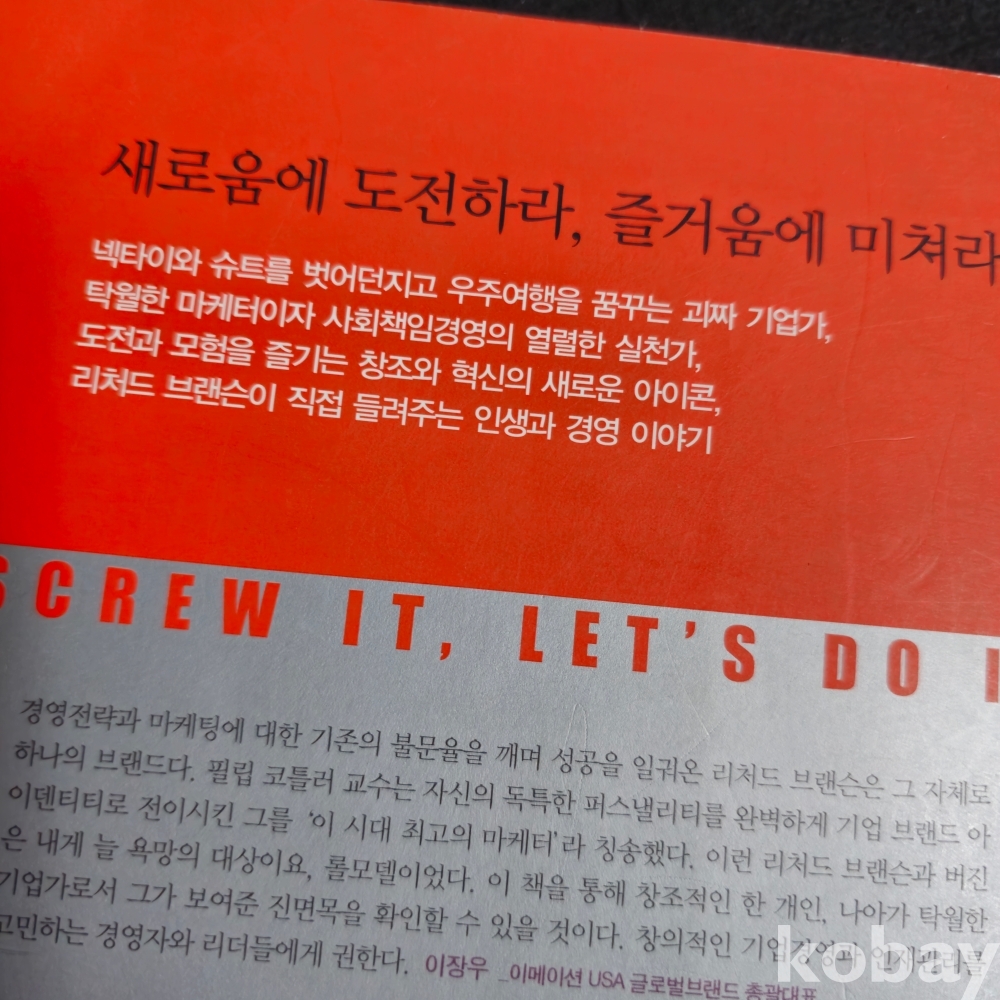 새로움에 도전하라, 즐거움에 미쳐라
넥타이와 슈트를 벗어던지고 우주여행을 꿈꾸는 괴짜 기업가,
탁월한 마케터이자 사회책임경영의 열렬한 실천가,
도전과 모험을 즐기는 창조와 혁신의 새로운 아이콘,
리처드 브랜슨이 직접 들려주는 인생과 경영 이야기
SCREW IT, LET'S DO I
경영전략과 마케팅에 대한 기존의 불문율을 깨며 성공을 일궈온 리처드 브랜슨은 그 자체로
하나의 브랜드다. 필립 코틀러 교수는 자신의 독특한 퍼스낼리티를 완벽하게 기업 브랜드 아
이덴티티로 전이시킨 그를 '이 시대 최고의 마케터'라 칭송했다. 이런 리처드 브랜슨과 버진
은 내게 늘 욕망의 대상이요, 롤모델이었다. 이 책을 통해 창조적인 한 개인, 나아가 탁월한
기업가로서 그가 보여준 진면목을 확인할 수 있을 것이다. 창의적인 기업경영과 인재관리를
고민하는 경영자와 리더들에게 권한다. 이장우 _이메이션 USA 글로벌브랜드 총괄대표
kobay